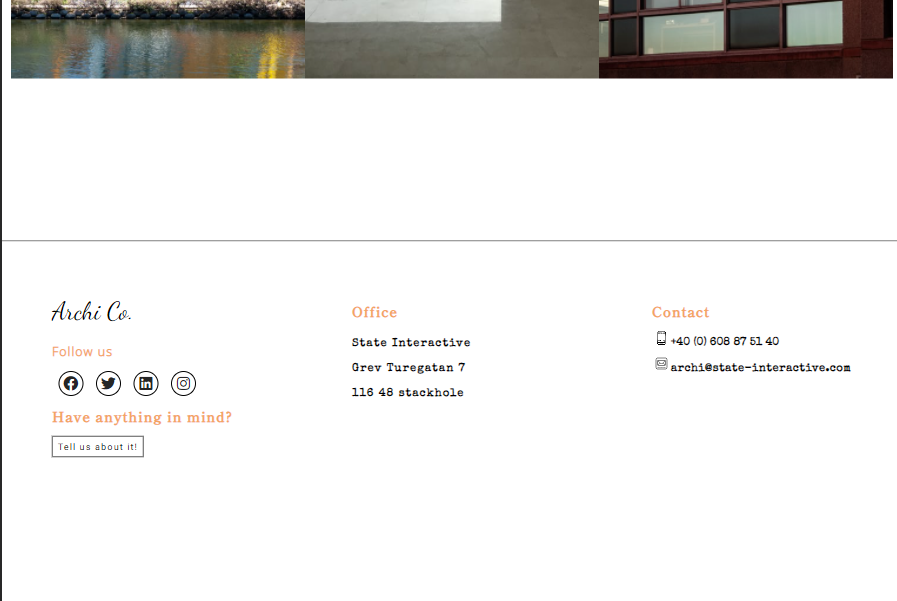 Archi Co.
Follow us
Have anything in mind?
Tell us about it!
Office
State Interactive
Grev Turegatan 7
116 48 stackhole
Contact
+40 (0) 608 87 51 40
archi@state-interactive.com